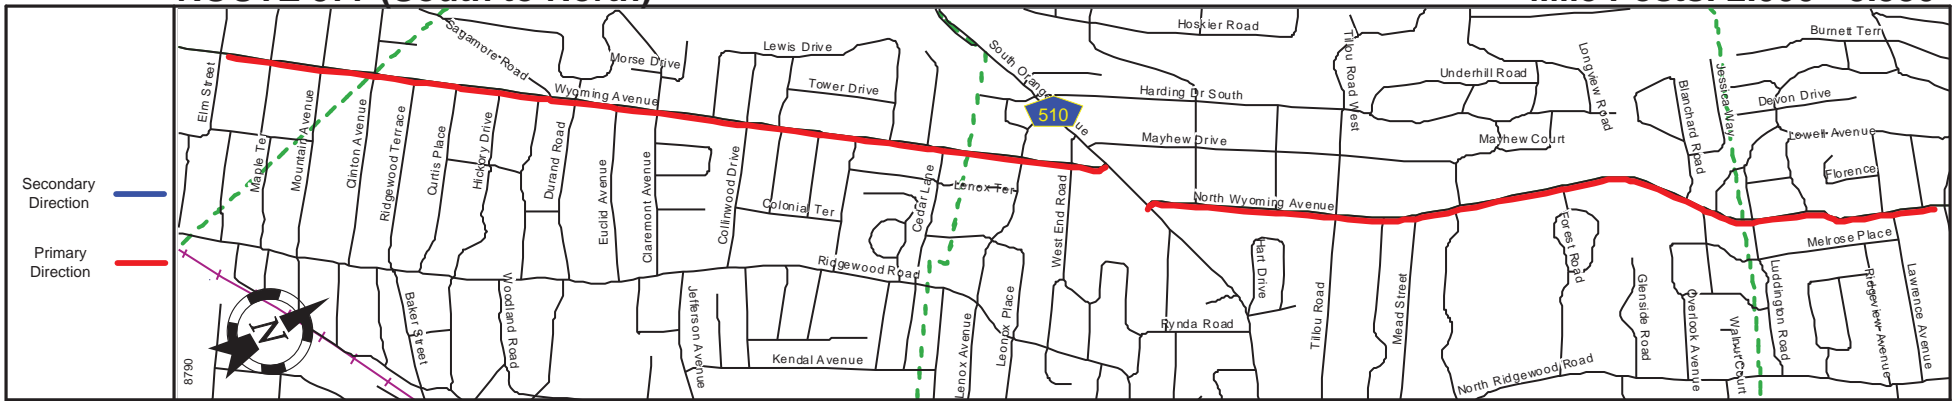 Secondary
Direction
Primary
Direction
8790
Elm Street
Maple Ter
Mountain Avenue
Clinton Avenue
Ridgewood Terrace
Curtis Place
Hickory Drive
Sagamore Road
Morse Drive
Wyoming Avenue
Durand Road
Euclid Avenue
Claremont Avenue
Lewis Drive
Tower Drive
Collinwood Drive
Colonial Ter
Cedar Lane
Lenox Ter
Ridgewood Road
Baker Street
Woodland Road
Jefferson Avenue
Kendal Avenue
Lenox Avenue
Leonox Place
West End Road
South Orange
ue
510
Hoskier Road
Harding Dr South
Mayhew Drive
North Wyoming Avenue
Hart Drive
Rynda Road
Tillou Road West
Tillou Road
Mead Street
Underhill Road
Mayhew Court
Longview Road
Forest Road
Glenside Road
North Ridgewood Road
Blanchard Road
Jessica Way
Burnett Terr
Devon Drive
Lowell Avenue
Florence
Melrose Place
Overlook Avenue
Walnut Court
Luddington Road
Ridgeview Avenue
Lawrence Avenue